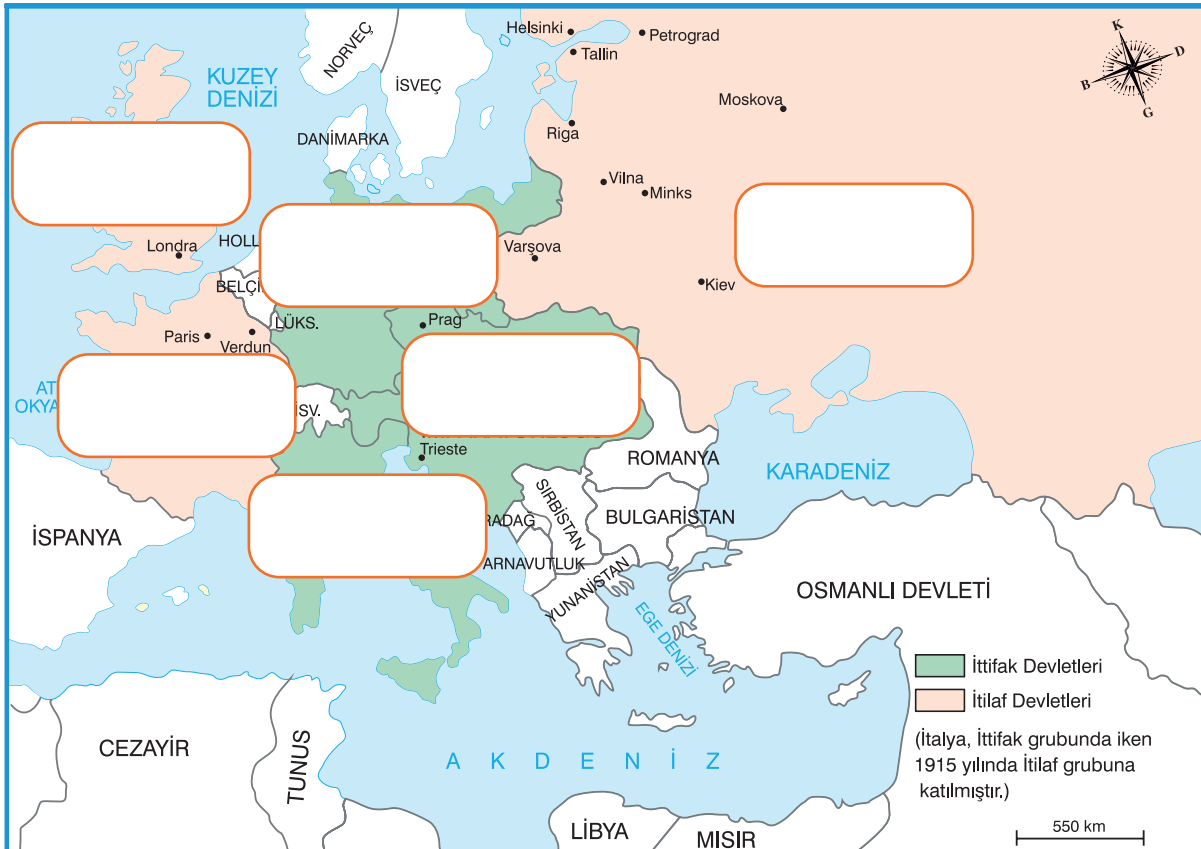 Helsinki
Petrograd
Tallin
NORVEÇ
KUZEY
DENİZİ
İSVEÇ
K
D
B
G
Moskova
DANİMARKA
Riga
Vilna
Minks
Londra
HOLL
Varşova
BELÇİ
Kiev
LÜKS.
Prag
Paris
Verdun
AT
OKYA
İSV.
Trieste
ROMANYA
KARADENİZ
SIRBİSTAN
RADAĞ
BULGARİSTAN
İSPANYA
ARNAVUTLUK
YUNANİSTAN
OSMANLI DEVLETİ
EGE DENİZİ
İttifak Devletleri
İtilaf Devletleri
(İtalya, İttifak grubunda iken
1915 yılında İtilaf grubuna
katılmıştır.)
CEZAYİR
TUNUS
AKDENİZ
LİBYA
MISIR
550 km